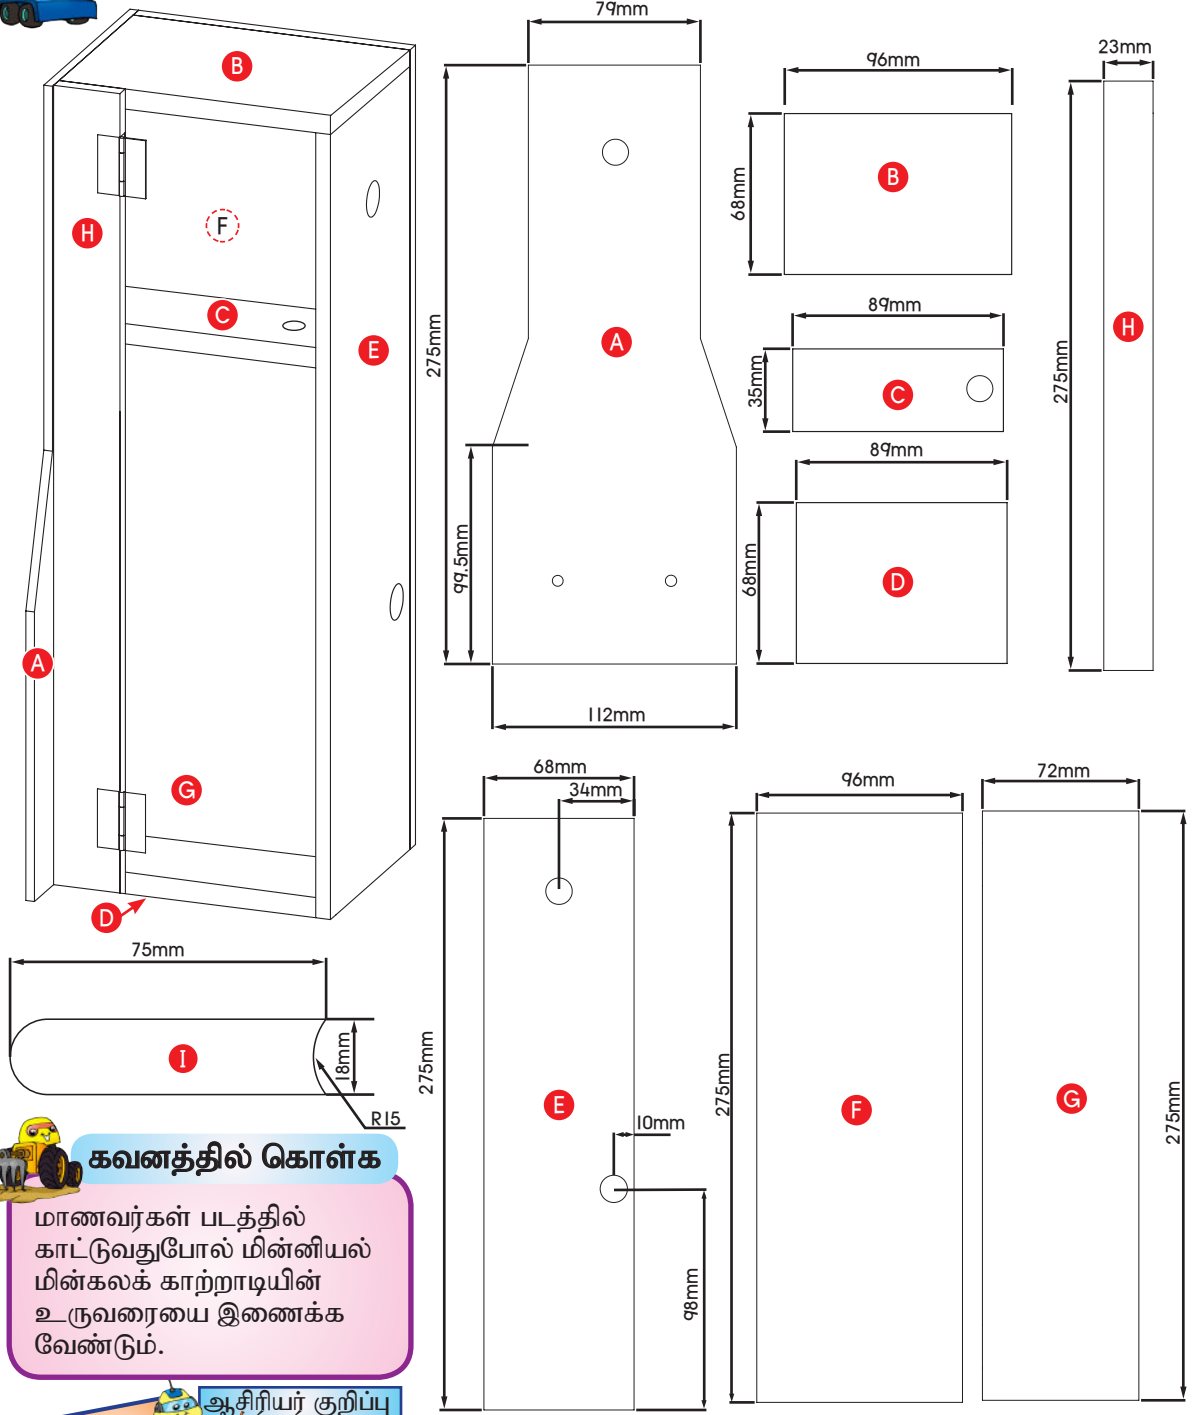 79mm
96mm
23mm
B
B
68mm
H
F
C
E
275mm
A
89mm
35mm
C
H
275mm
89mm
99.5mm
68mm
D
A
112mm
G
68mm
34mm
96mm
72mm
D
75mm
I
18mm
R15
275mm
E
10mm
98mm
275mm
F
G
275mm
கவனத்தில் கொள்க
மாணவர்கள் படத்தில்
காட்டுவதுபோல் மின்னியல்
மின்கலக் காற்றாடியின்
உருவரையை இணைக்க
வேண்டும்.
ஆசிரியர் குறிப்பு